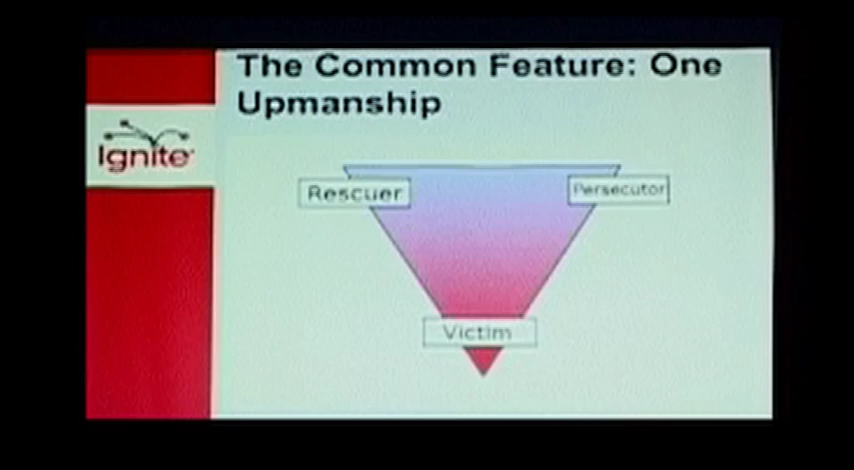 The Common Feature: One
Upmanship
Ignite
Rescuer
Persecutor
Victim